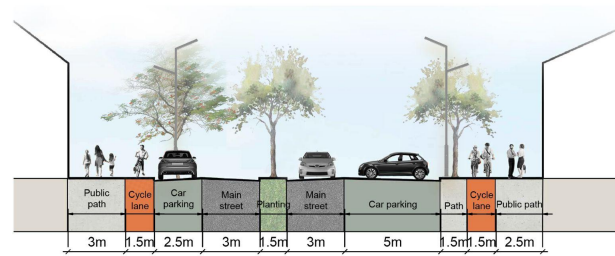 Public path
Cycle lane
Car parking
Main street
Planting
Main street
Car parking
Path
Cycle lane
Public path
3m
1.5m
2.5m
3m
1.5m
3m
5m
1.5m
1.5m
2.5m